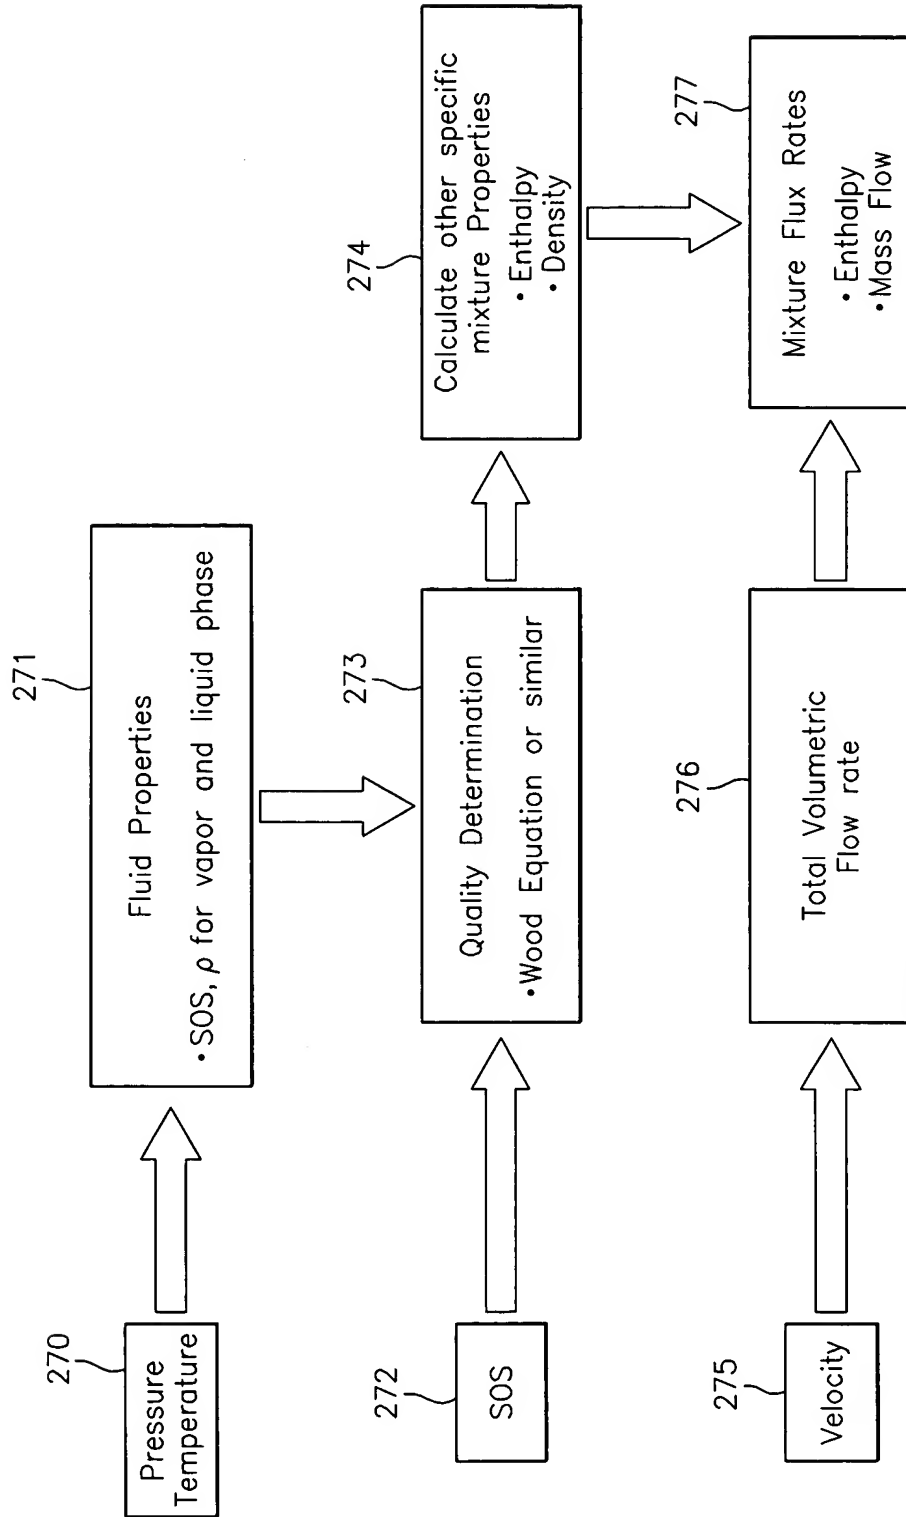 270
Pressure
Temperature
271
Fluid Properties
• SOS, ρ for vapor and liquid phase
272
SOS
273
Quality Determination
• Wood Equation or similar
274
Calculate other specific
mixture Properties
• Enthalpy
• Density
275
Velocity
276
Total Volumetric
Flow rate
277
Mixture Flux Rates
• Enthalpy
• Mass Flow